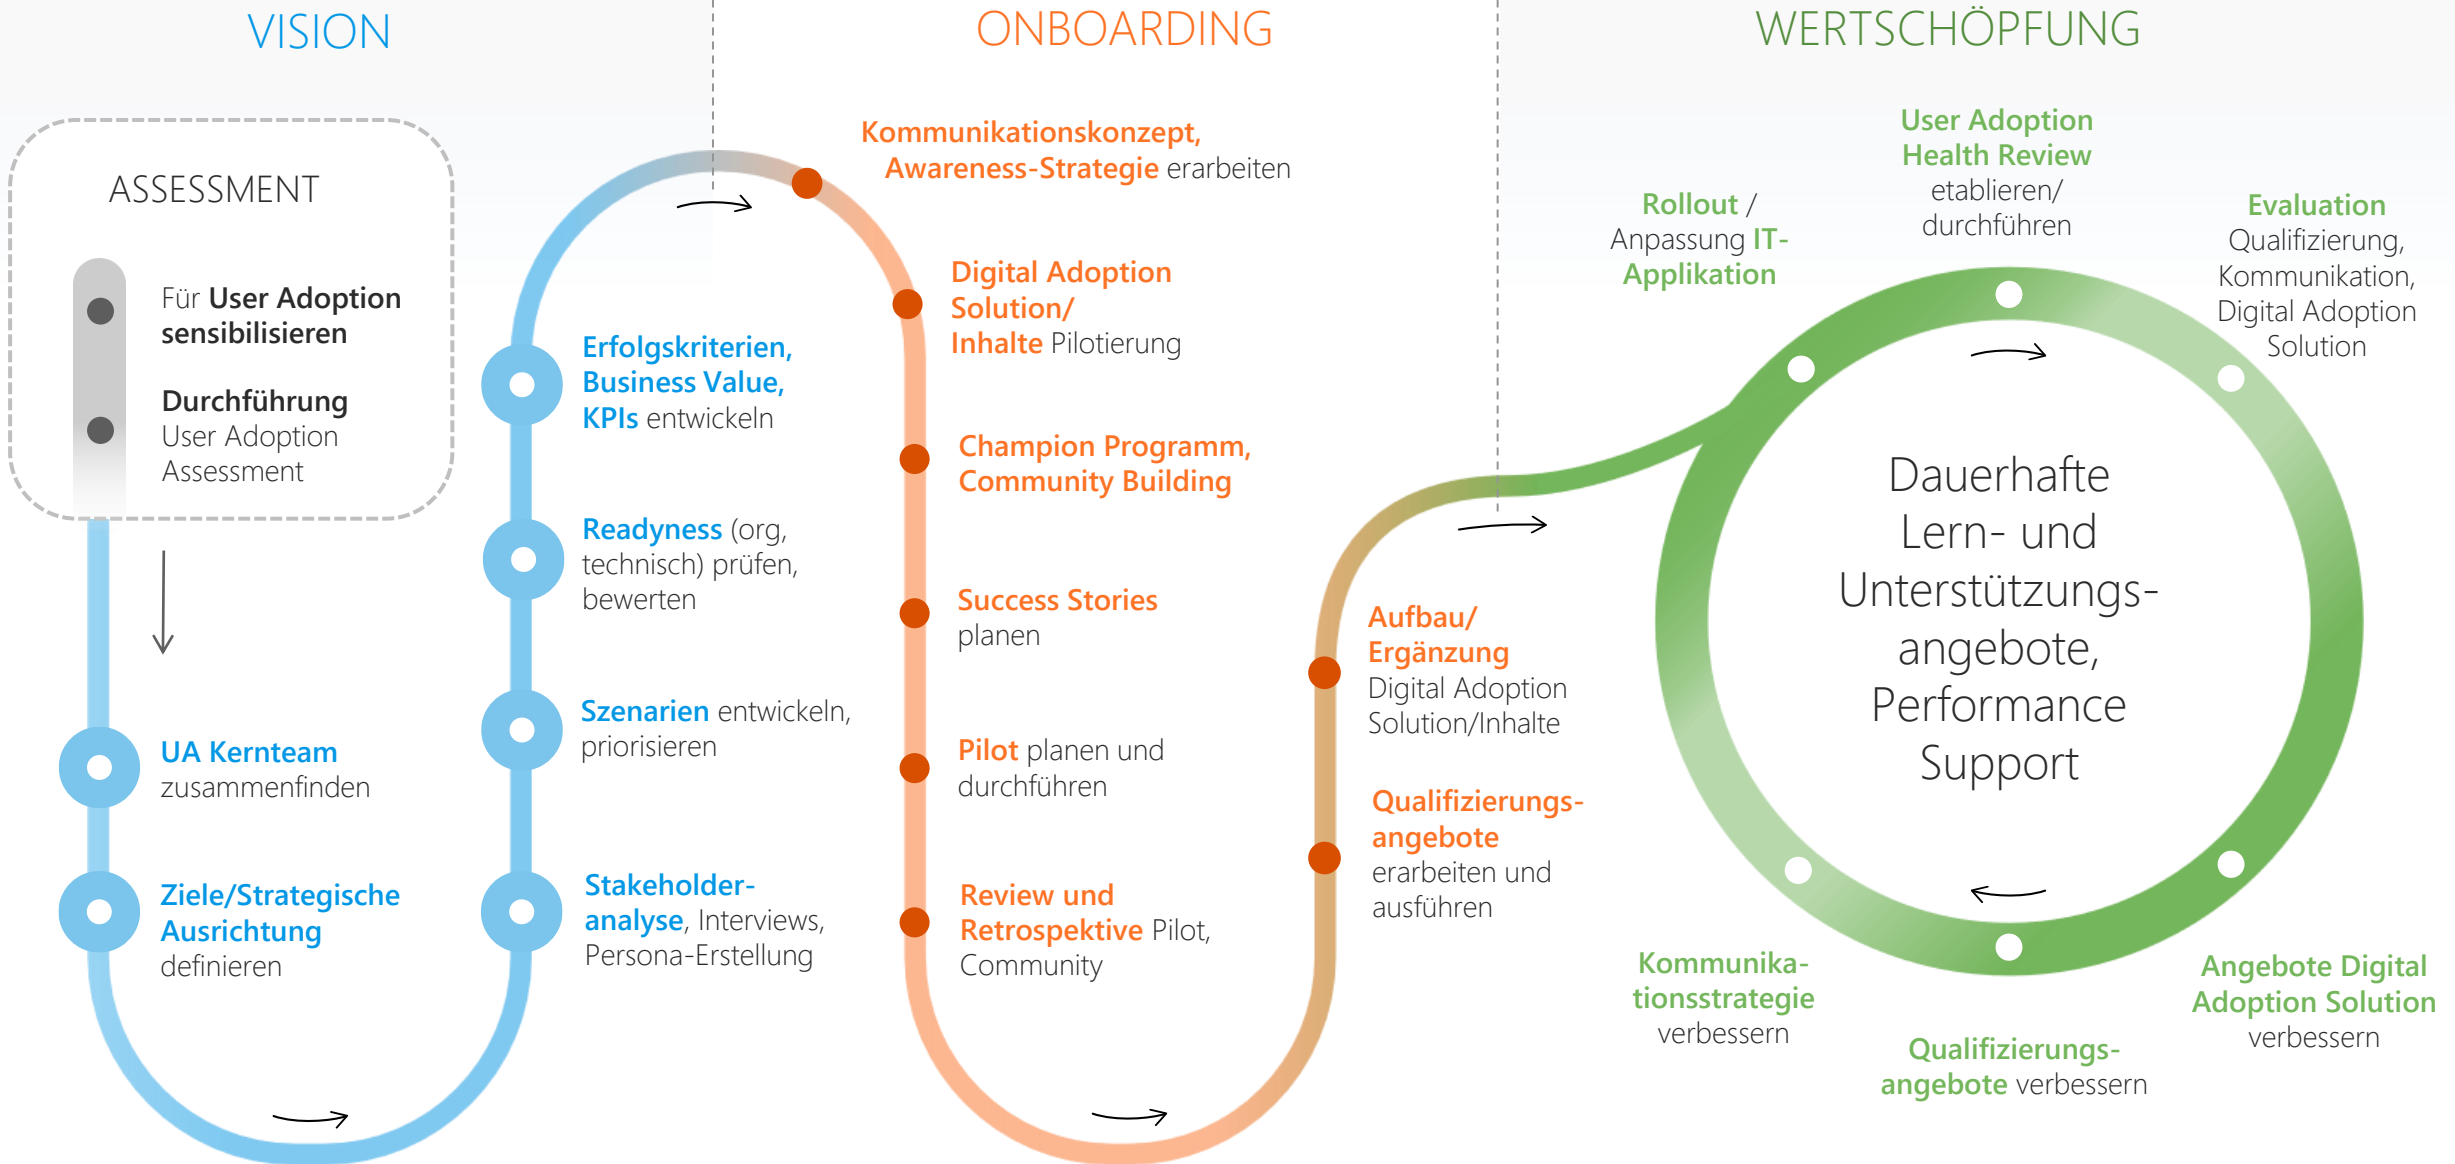 VISION
ASSESSMENT
Für User Adoption
sensibilisieren
Durchführung
User Adoption
Assessment
UA Kernteam
zusammenfinden
Ziele/Strategische
Ausrichtung
definieren
Erfolgskriterien,
Business Value,
KPIs entwickeln
Readyness (org,
technisch) prüfen,
bewerten
Szenarien entwickeln,
priorisieren
Stakeholder-
analyse, Interviews,
Persona-Erstellung
ONBOARDING
Kommunikationskonzept,
Awareness-Strategie erarbeiten
Digital Adoption
Solution/
Inhalte Pilotierung
Champion Programm,
Community Building
Success Stories
planen
Pilot planen und
durchführen
Review und
Retrospektive Pilot,
Community
Aufbau/
Ergänzung
Digital Adoption
Solution/Inhalte
Qualifizierungs-
angebote
erarbeiten und
ausführen
WERTSCHÖPFUNG
Rollout /
Anpassung IT-
Applikation
User Adoption
Health Review
etablieren/
durchführen
Evaluation
Qualifizierung,
Kommunikation,
Digital Adoption
Solution
Dauerhafte
Lern- und
Unterstützungs-
angebote,
Performance
Support
Angebote Digital
Adoption Solution
verbessern
Qualifizierungs-
angebote verbessern
Kommunika-
tionsstrategie
verbessern